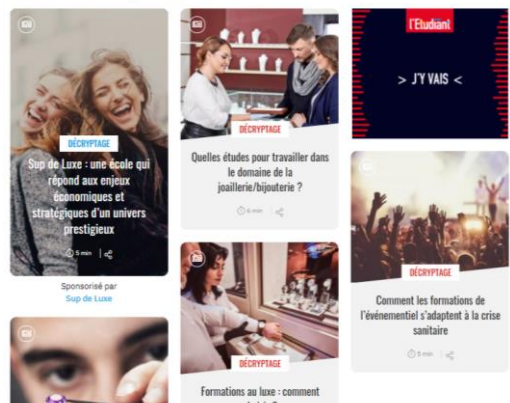 DÉCRYPTAGE
Sup de Luxe : une école qui
répond aux enjeux
économiques et
stratégiques d'un univers
prestigieux
5 min
Sponsorisé par
Sup de Luxe
DÉCRYPTAGE
Quelles études pour travailler dans
le domaine de la
joaillerie/bijouterie ?
6 min
DÉCRYPTAGE
Formations au luxe : comment
l'Etudiant
> J'Y VAIS <
DÉCRYPTAGE
Comment les formations de
l'événementiel s'adaptent à la crise
sanitaire
5 min